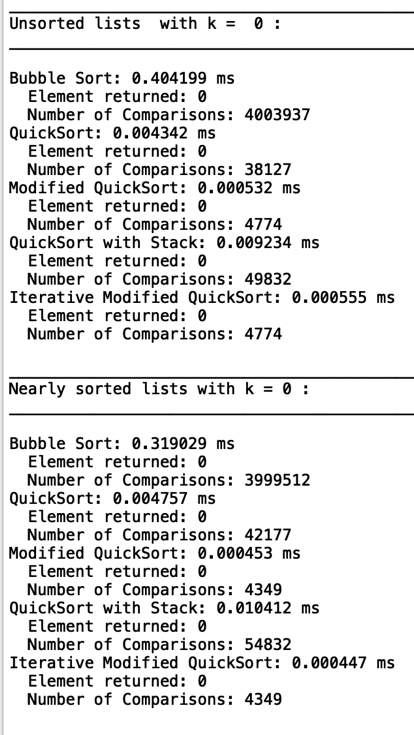 Unsorted lists  with k =  0 :
Bubble Sort: 0.404199 ms
  Element returned: 0
  Number of Comparisons: 4003937
QuickSort: 0.004342 ms
  Element returned: 0
  Number of Comparisons: 38127
Modified QuickSort: 0.000532 ms
  Element returned: 0
  Number of Comparisons: 4774
QuickSort with Stack: 0.009234 ms
  Element returned: 0
  Number of Comparisons: 49832
Iterative Modified QuickSort: 0.000555 ms
  Element returned: 0
  Number of Comparisons: 4774
Nearly sorted lists with k = 0 :
Bubble Sort: 0.319029 ms
  Element returned: 0
  Number of Comparisons: 3999512
QuickSort: 0.004757 ms
  Element returned: 0
  Number of Comparisons: 42177
Modified QuickSort: 0.000453 ms
  Element returned: 0
  Number of Comparisons: 4349
QuickSort with Stack: 0.010412 ms
  Element returned: 0
  Number of Comparisons: 54832
Iterative Modified QuickSort: 0.000447 ms
  Element returned: 0
  Number of Comparisons: 4349